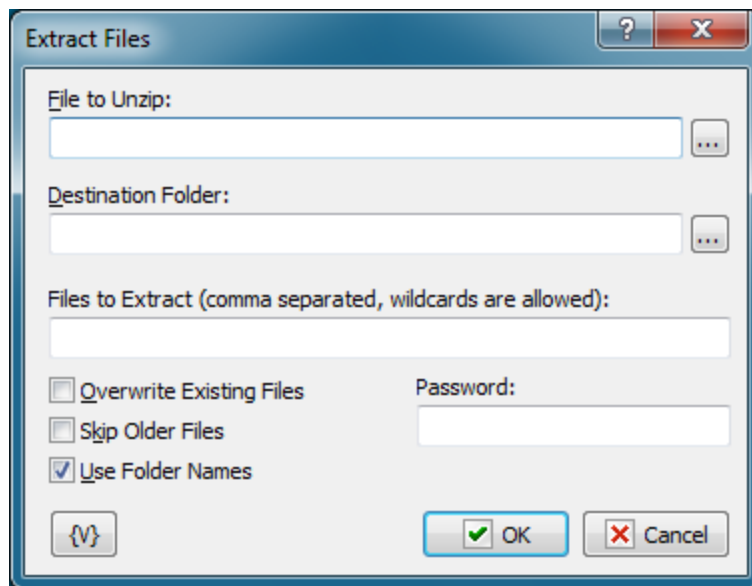 Extract Files
?
File to Unzip:
...
Destination Folder:
...
Files to Extract (comma separated, wildcards are allowed):
Overwrite Existing Files
Password:
Skip Older Files
Use Folder Names
{V}
OK
Cancel